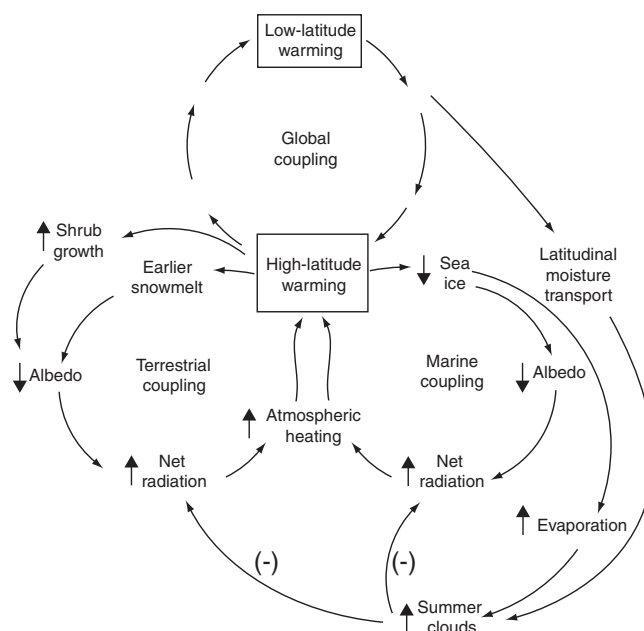 Low-latitude
warming
Global
coupling
Shrub
growth
Earlier
snowmelt
High-latitude
warming
Sea
ice
Latitudinal
moisture
transport
Albedo
Terrestrial
coupling
Marine
coupling
Albedo
Atmospheric
heating
Net
radiation
Net
radiation
Evaporation
(-)
(-)
Summer
clouds